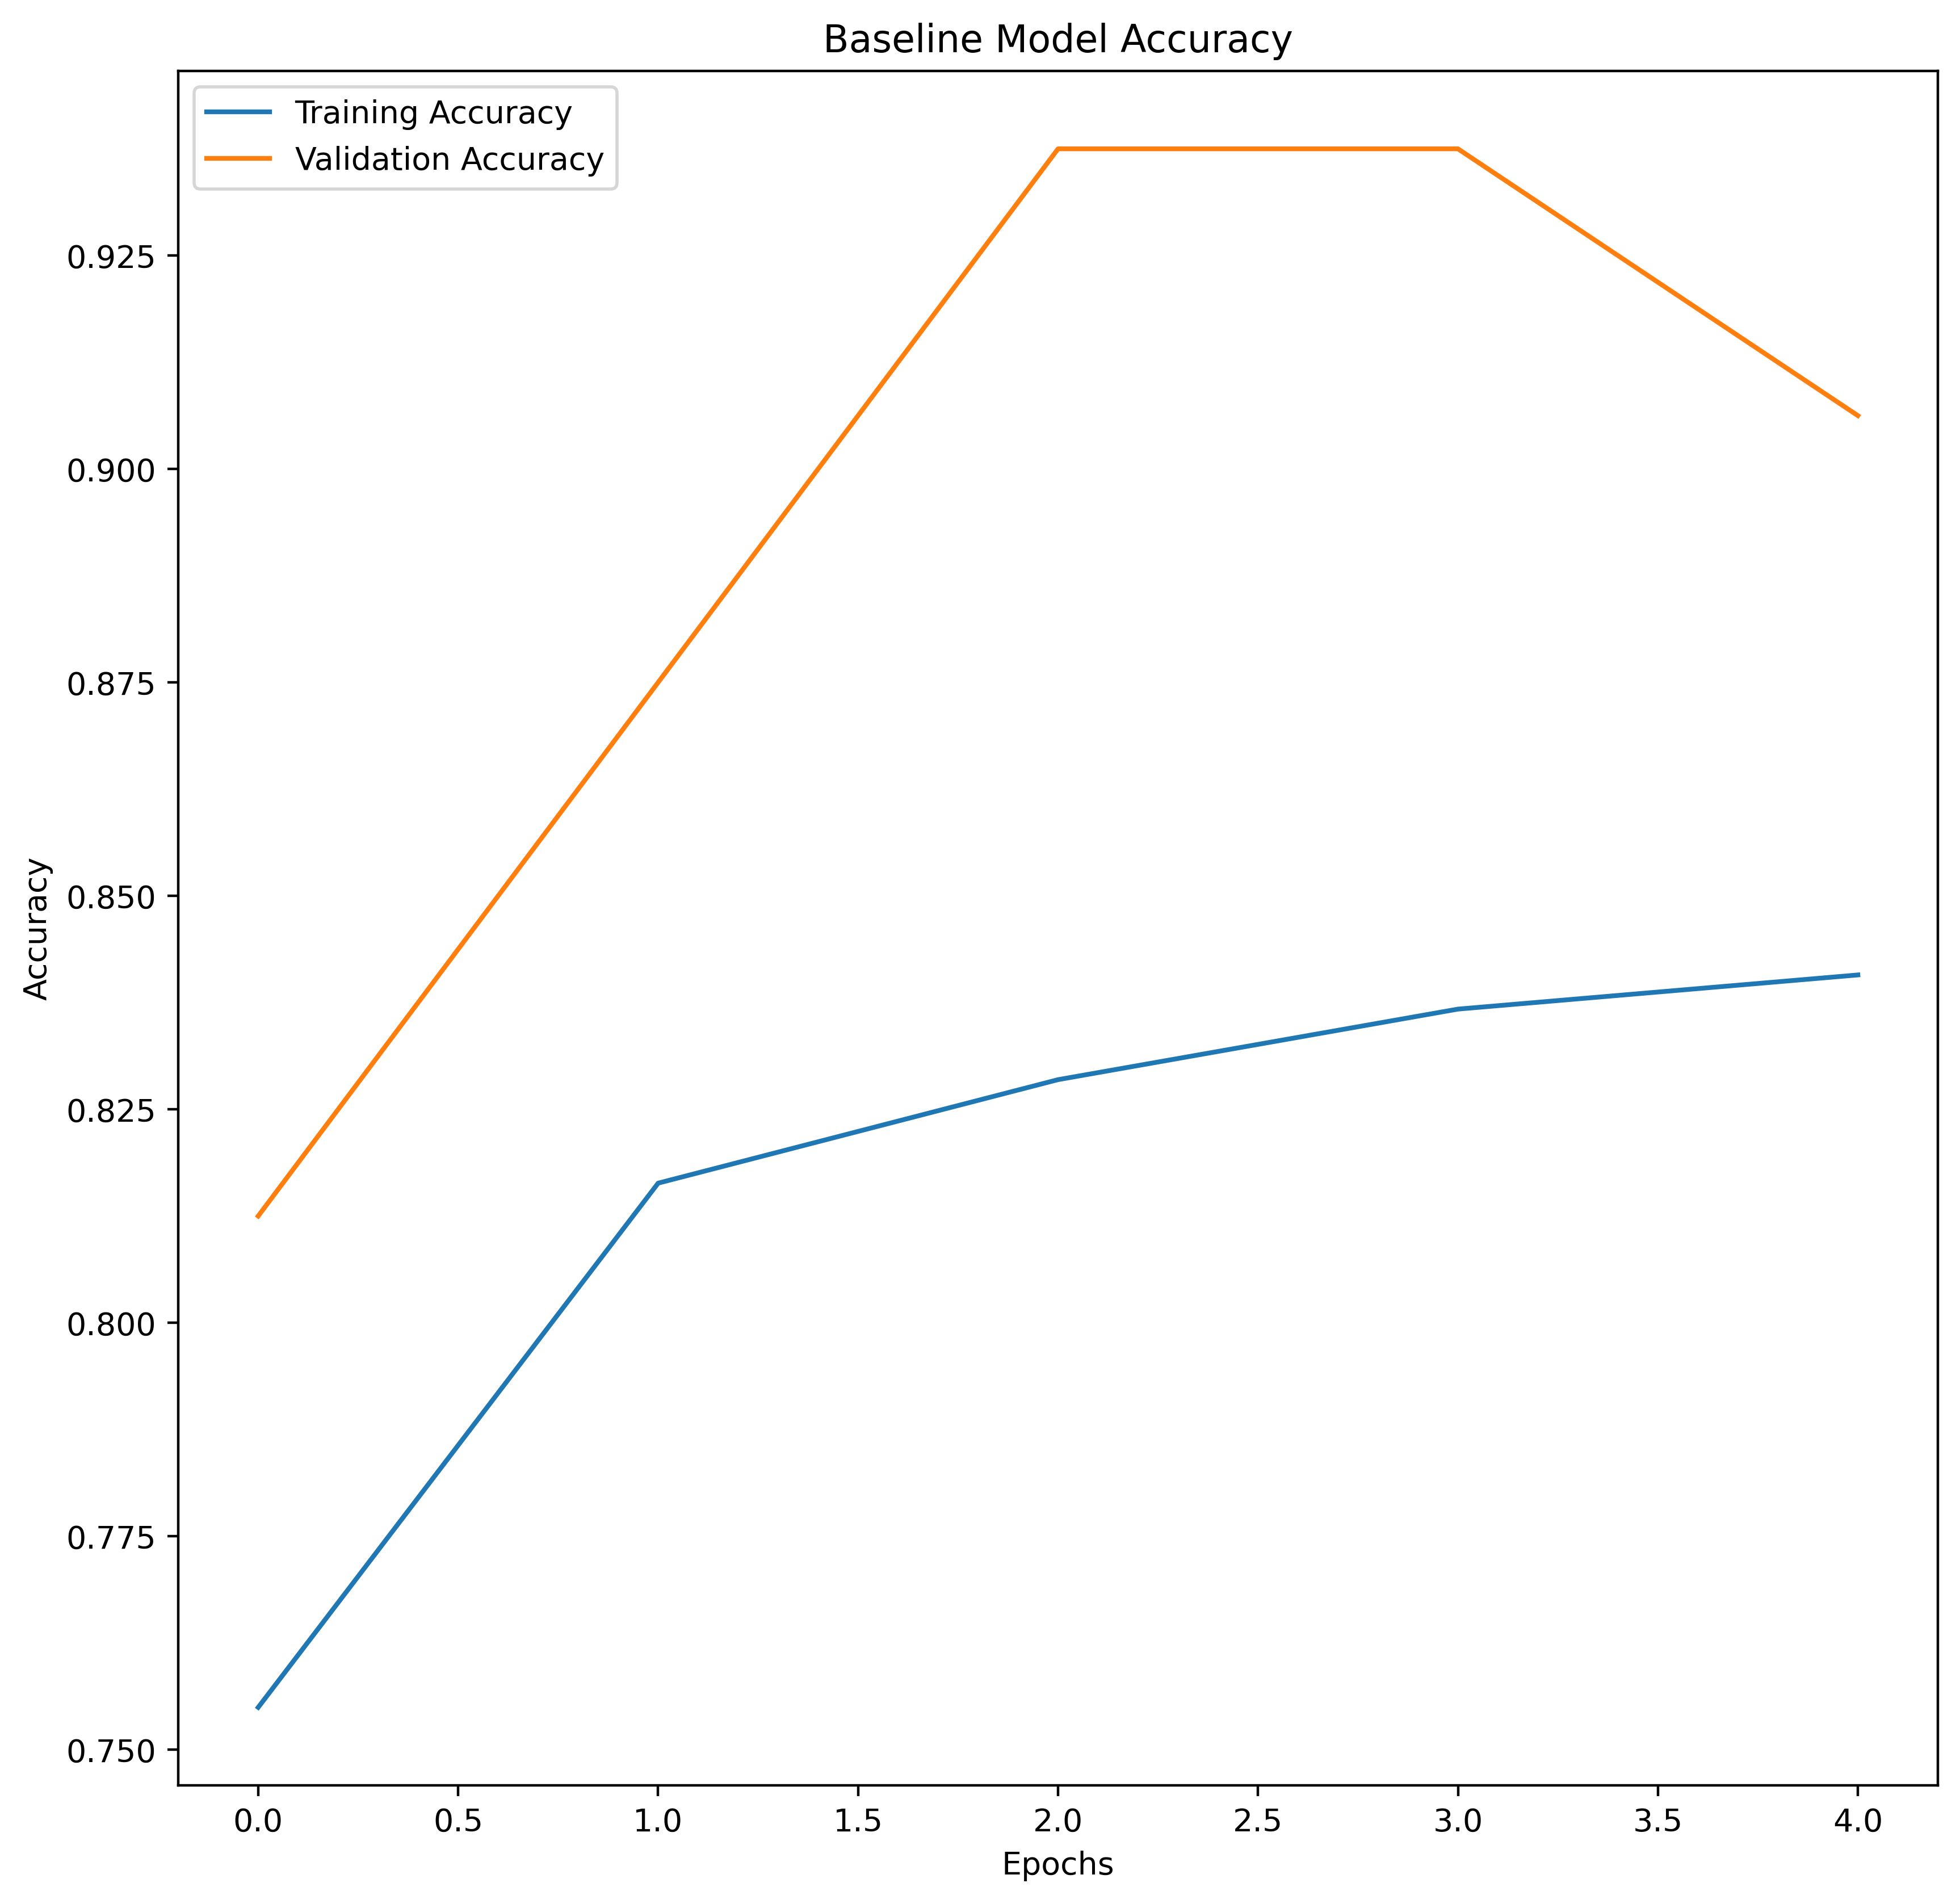 Baseline Model Accuracy
Training Accuracy
Validation Accuracy
0.925
0.900
0.875
0.850
0.825
0.800
0.775
0.750
Accuracy
0.0 0.5 1.0 1.5 2.0 2.5 3.0 3.5 4.0
Epochs